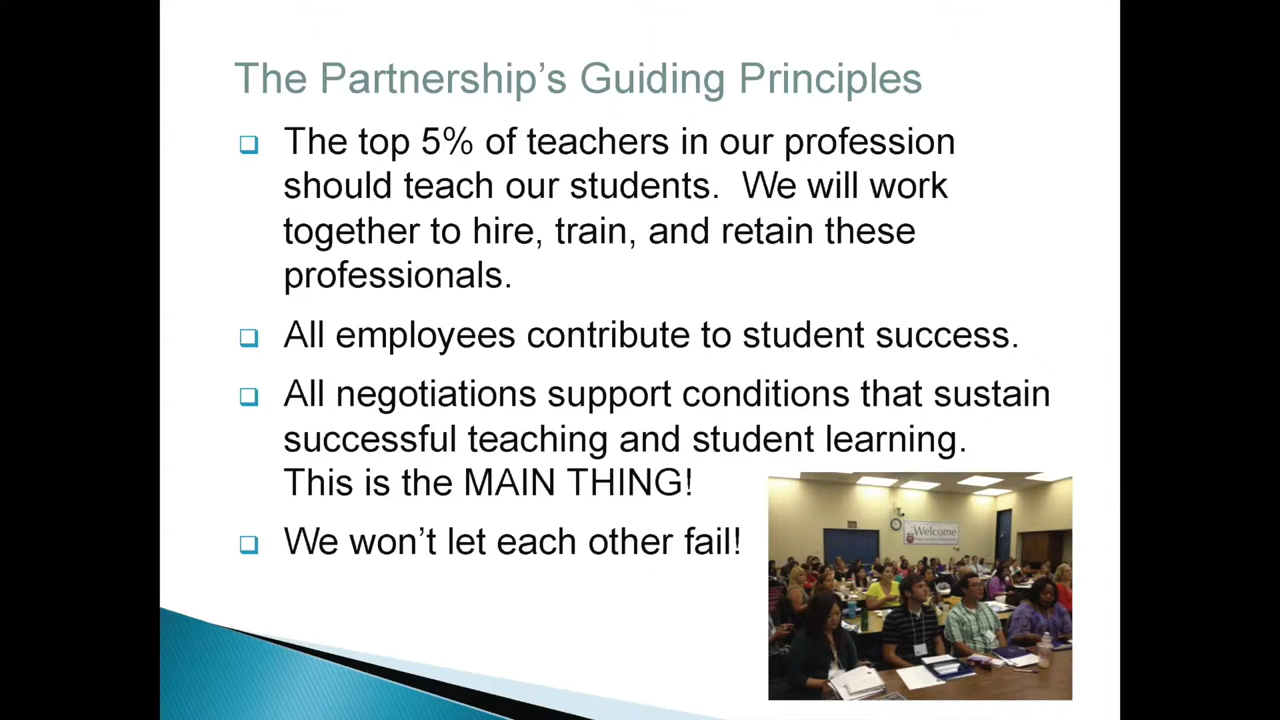 The Partnership’s Guiding Principles
The top 5% of teachers in our profession
should teach our students.  We will work
together to hire, train, and retain these
professionals.
All employees contribute to student success.
All negotiations support conditions that sustain
successful teaching and student learning.
This is the MAIN THING!
We won’t let each other fail!
Welcome